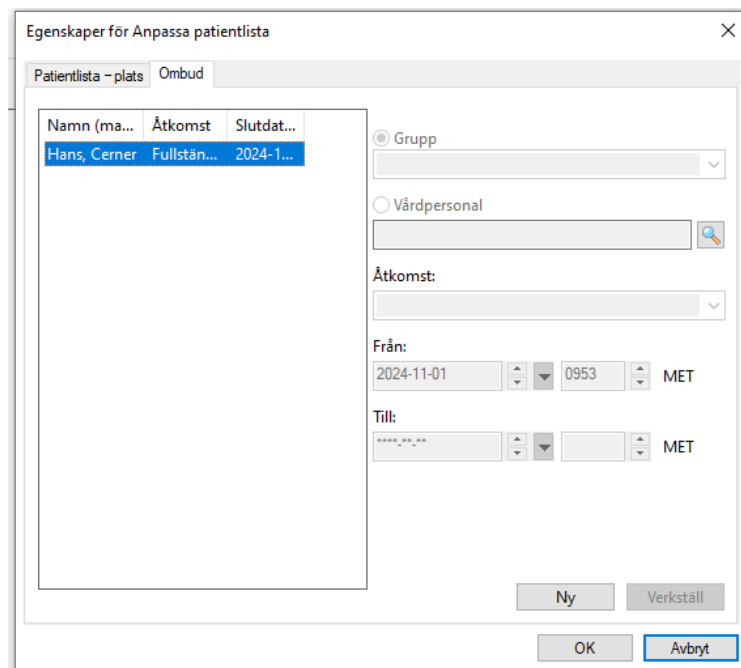 Egenskaper för Anpassa patientlista
Patientlista – plats
Ombud
Namn (ma... Åtkomst Slutdat...
Hans, Cerner Fullstän... 2024-1...
Grupp
Vårdpersonal
Åtkomst:
Från:
2024-11-01 0953 MET
Till:
****-**-** MET
Ny Verkställ
OK Avbryt